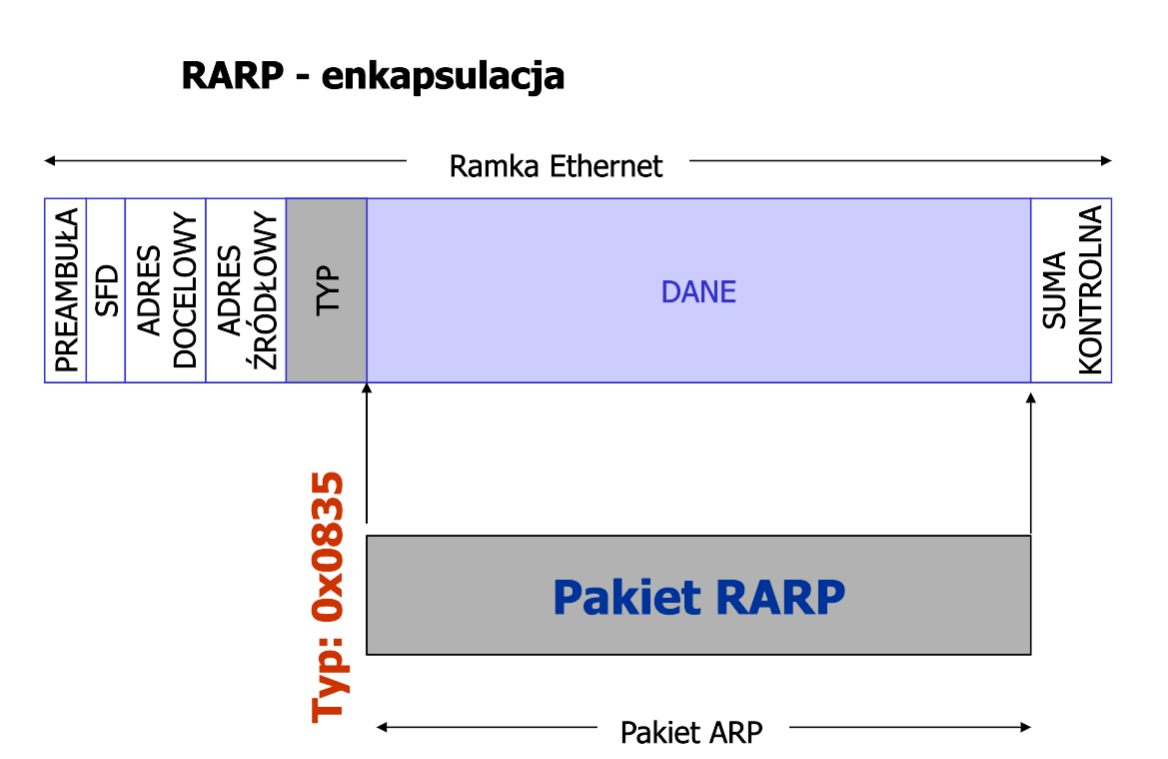 RARP - enkapsulacja
Ramka Ethernet
PREAMBUŁA
SFD
ADRES
DOCELOWY
ADRES
ŹRÓDŁOWY
TYP
DANE
SUMA
KONTROLNA
Typ: 0x0835
Pakiet RARP
Pakiet ARP